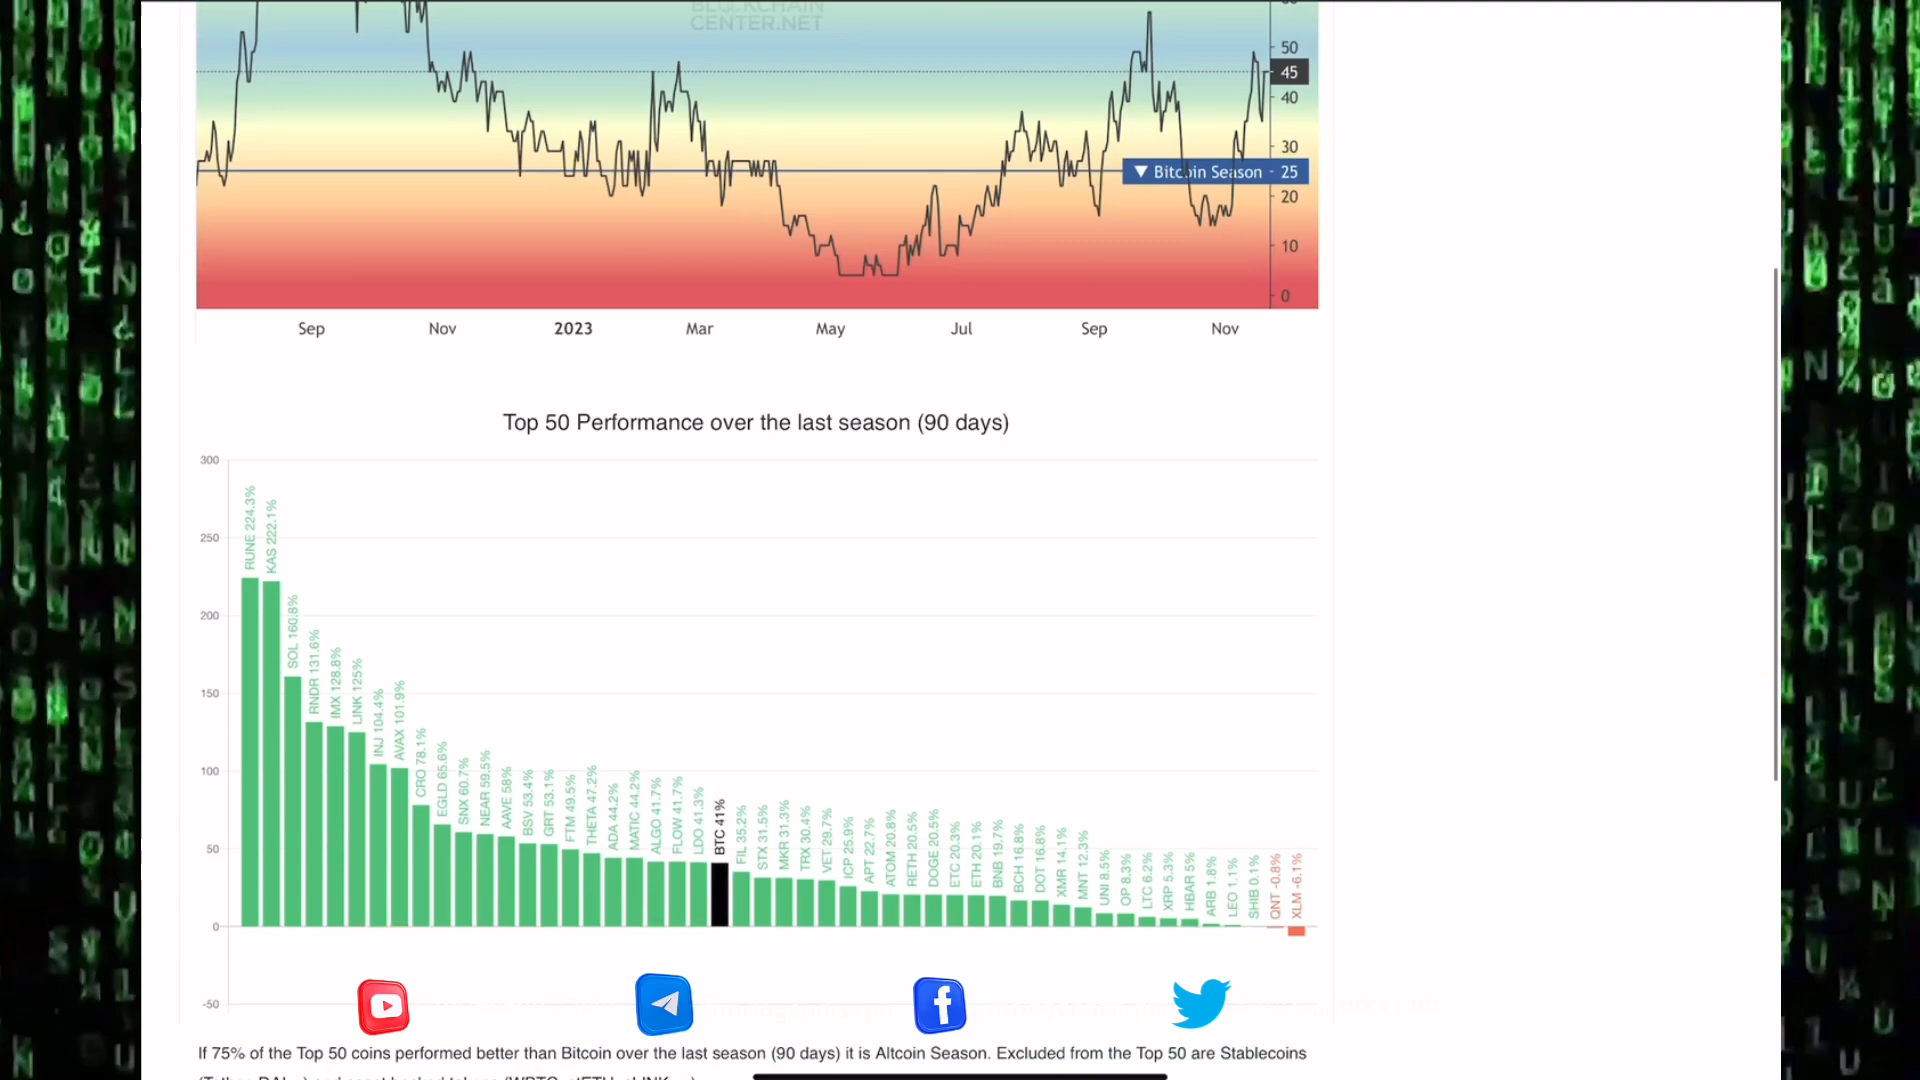 BLOCKCHAIN
CENTER.NET
50
45
40
30
▼ Bitcoin Season - 25
20
10
0
Sep Nov 2023 Mar May Jul Sep Nov
Top 50 Performance over the last season (90 days)
300
250
200
150
100
50
0
-50
RUNE 224.3%
KAS 222.1%
SOL 160.8%
RNDR 131.6%
IMX 128.8%
LINK 125%
INJ 104.4%
AVAX 101.9%
CRO 78.1%
EGLD 65.6%
SNX 60.7%
NEAR 59.5%
AAVE 58%
BSV 53.4%
GRT 53.1%
FTM 49.5%
THETA 47.2%
ADA 44.2%
MATIC 44.2%
ALGO 41.7%
FLOW 41.7%
LDO 41.3%
BTC 41%
FIL 35.2%
STX 31.5%
MKR 31.3%
TRX 30.4%
VET 29.7%
ICP 25.9%
APT 22.7%
ATOM 20.8%
RETH 20.5%
DOGE 20.5%
ETC 20.3%
ETH 20.1%
BNB 19.7%
BCH 16.8%
DOT 16.8%
XMR 14.1%
MNT 12.3%
UNI 8.5%
OP 8.3%
LTC 6.2%
XRP 5.3%
HBAR 5%
ARB 1.8%
LEO 1.1%
SHIB 0.1%
QNT -0.8%
XLM -6.1%
If 75% of the Top 50 coins performed better than Bitcoin over the last season (90 days) it is Altcoin Season. Excluded from the Top 50 are Stablecoins